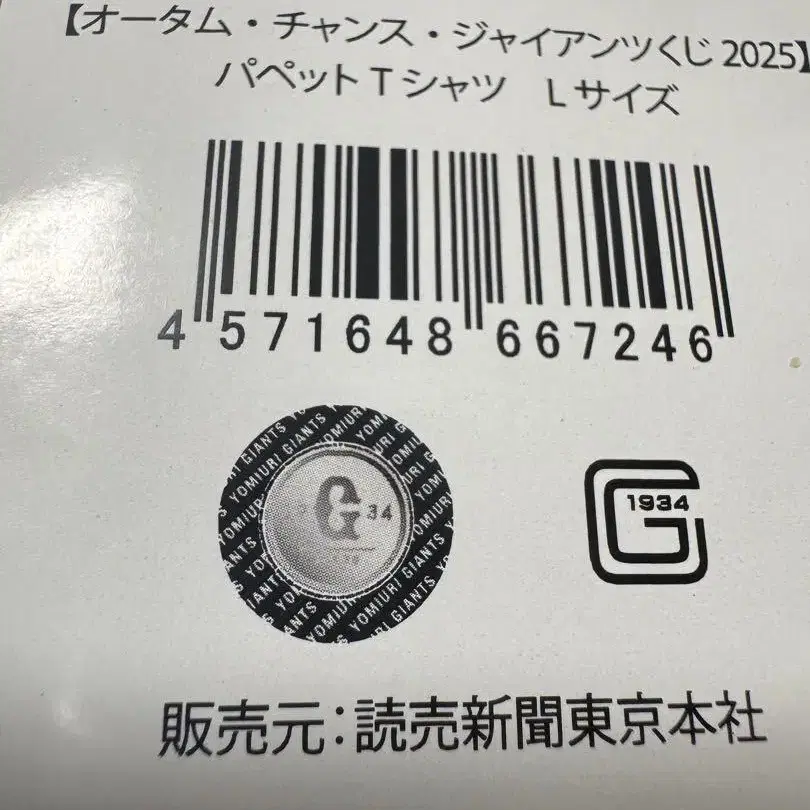 【オータム・チャンス・ジャイアンツくじ 2025】
パペット T シャツ　L サイズ
4 571648 667246
YOMIURI GIANTS
G
34
1934
販売元：読売新聞東京本社